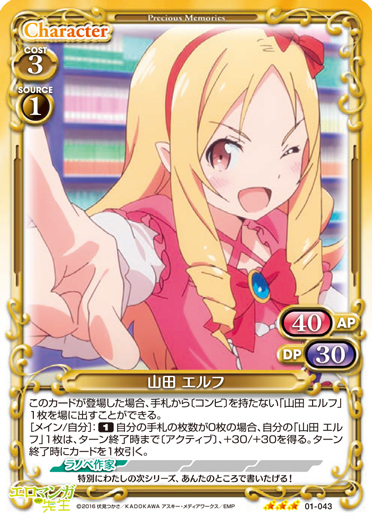 Precious Memories
Character
COST
3
SOURCE
1
40 AP
DP 30
山田 エルフ
このカードが登場した場合、手札から〔コンビ〕を持たない「山田 エルフ」
1枚を場に出すことができる。
[メイン/自分]:1自分の手札の枚数が0枚の場合、自分の「山田 エル
フ」1枚は、ターン終了時まで〔アクティブ〕、+30/+30を得る。ターン
終了時にカードを1枚引く。
ラノベ作家
特別にわたしの次シリーズ、あんたのところで書いたげる!
エロマンガ先生
©2016 伏見つかさ/KADOKAWA アスキー・メディアワークス/EMP
01-043